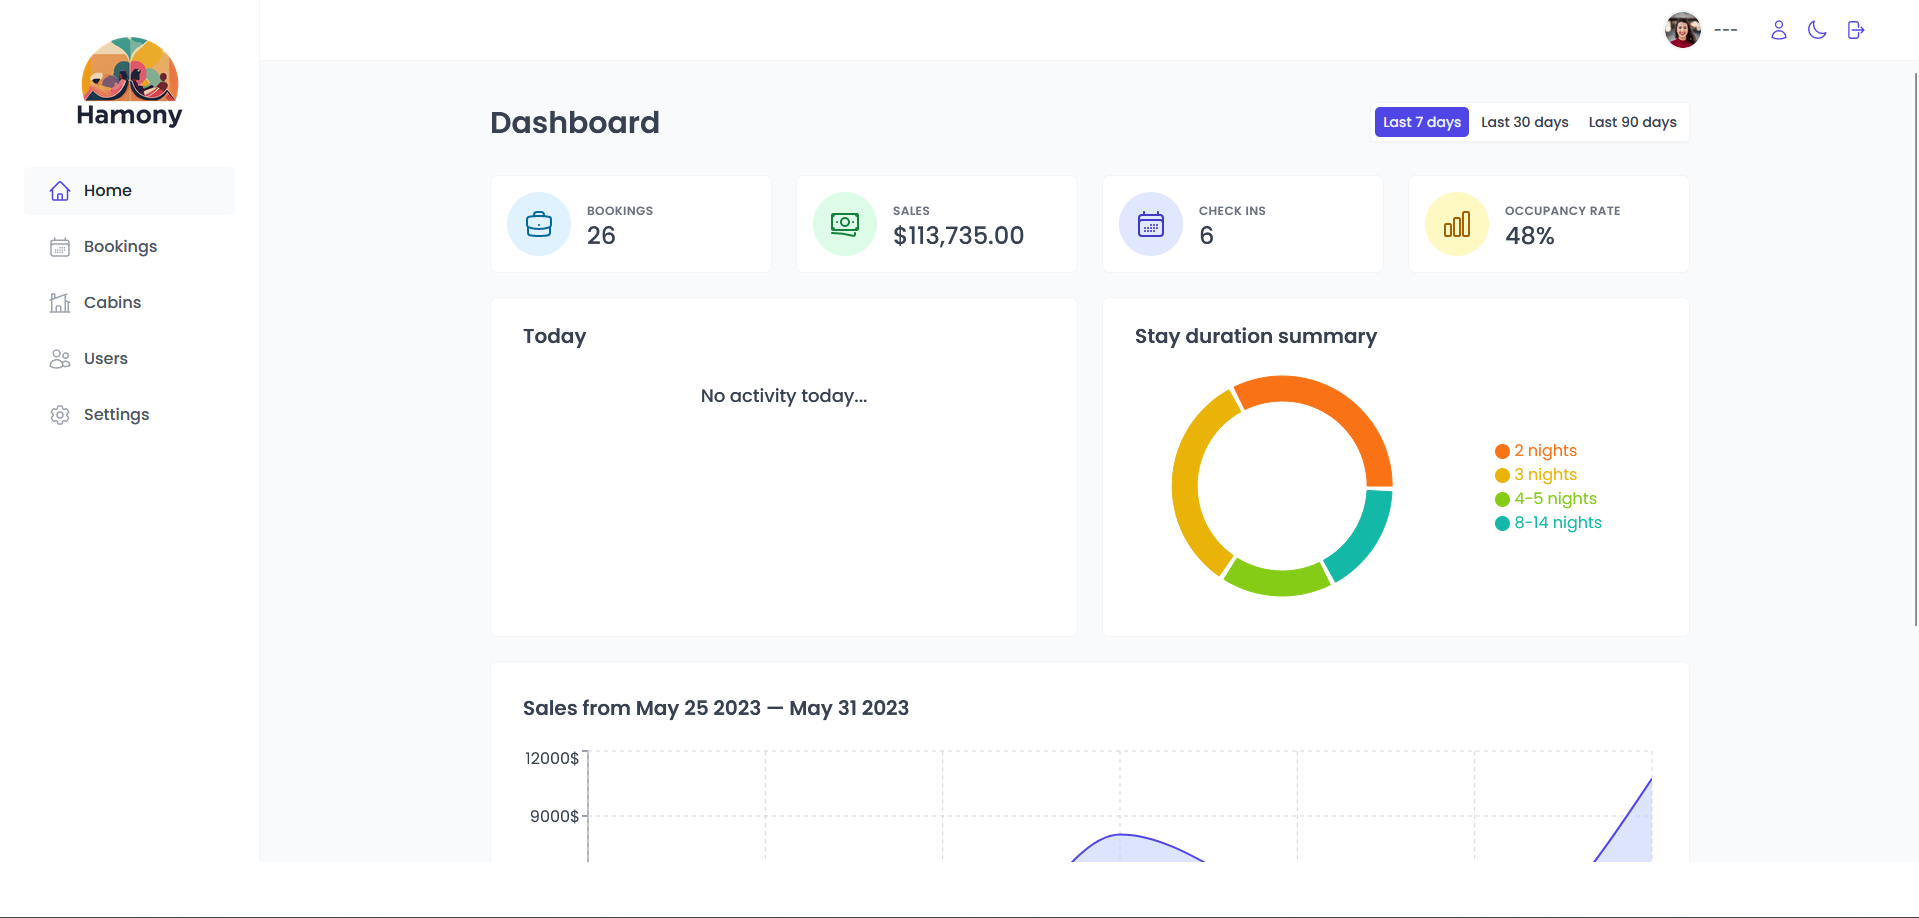 Hamony
Home
Bookings
Cabins
Users
Settings
---
Dashboard
Last 7 days
Last 30 days
Last 90 days
BOOKINGS
26
SALES
$113,735.00
CHECK INS
6
OCCUPANCY RATE
48%
Today
No activity today...
Stay duration summary
2 nights
3 nights
4-5 nights
8-14 nights
Sales from May 25 2023 — May 31 2023
12000$
9000$